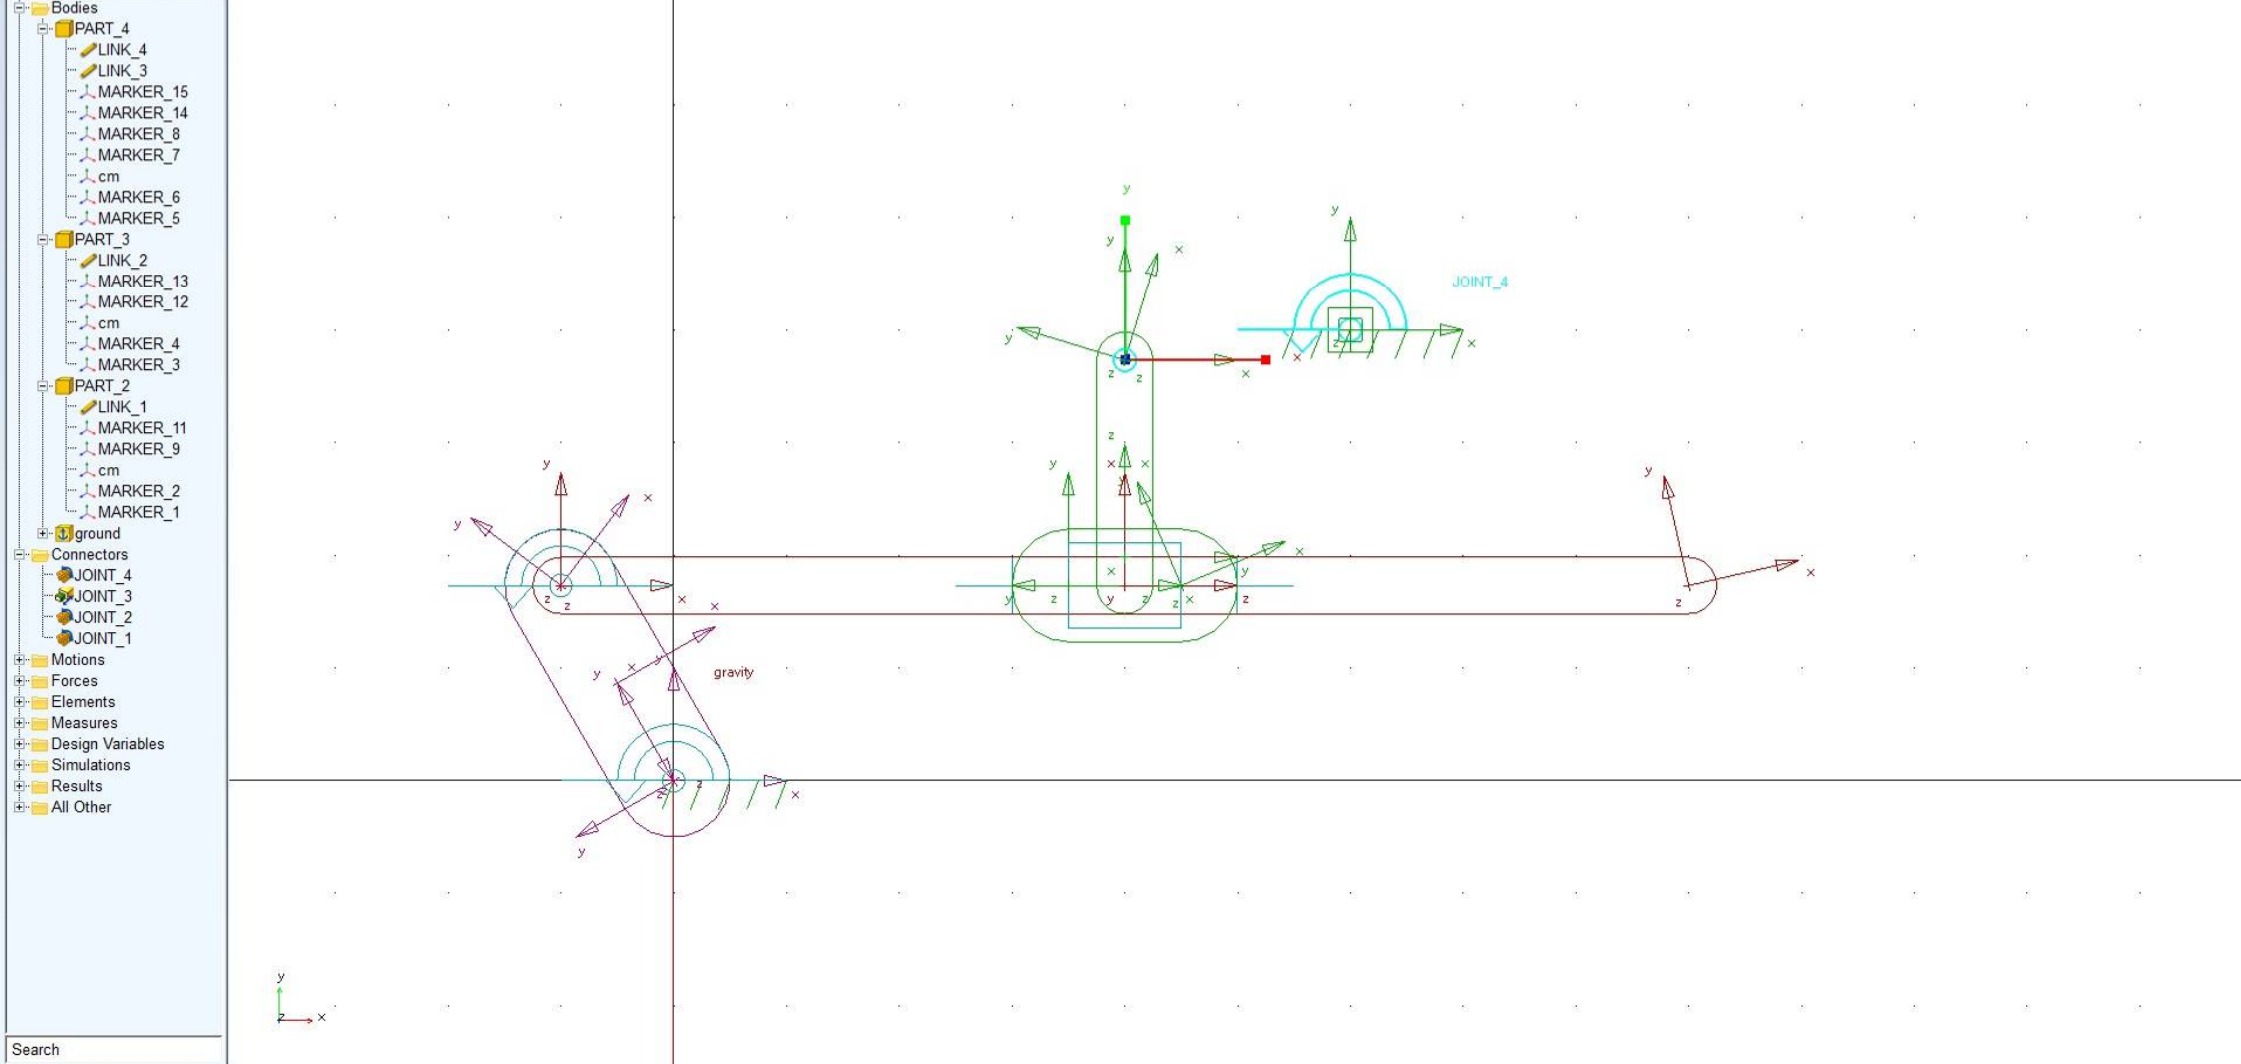 Bodies
PART_4
LINK_4
LINK_3
MARKER_15
MARKER_14
MARKER_8
MARKER_7
cm
MARKER_6
MARKER_5
PART_3
LINK_2
MARKER_13
MARKER_12
cm
MARKER_4
MARKER_3
PART_2
LINK_1
MARKER_11
MARKER_9
cm
MARKER_2
MARKER_1
ground
Connectors
JOINT_4
JOINT_3
JOINT_2
JOINT_1
Motions
Forces
Elements
Measures
Design Variables
Simulations
Results
All Other
Search
y
y x
y
JOINT_4
y
z z x
x
z x
z
y y x x y
y x
x
x
y
z z x x
y z y z z x z
z
y x y
gravity
z z x
y
y
z x